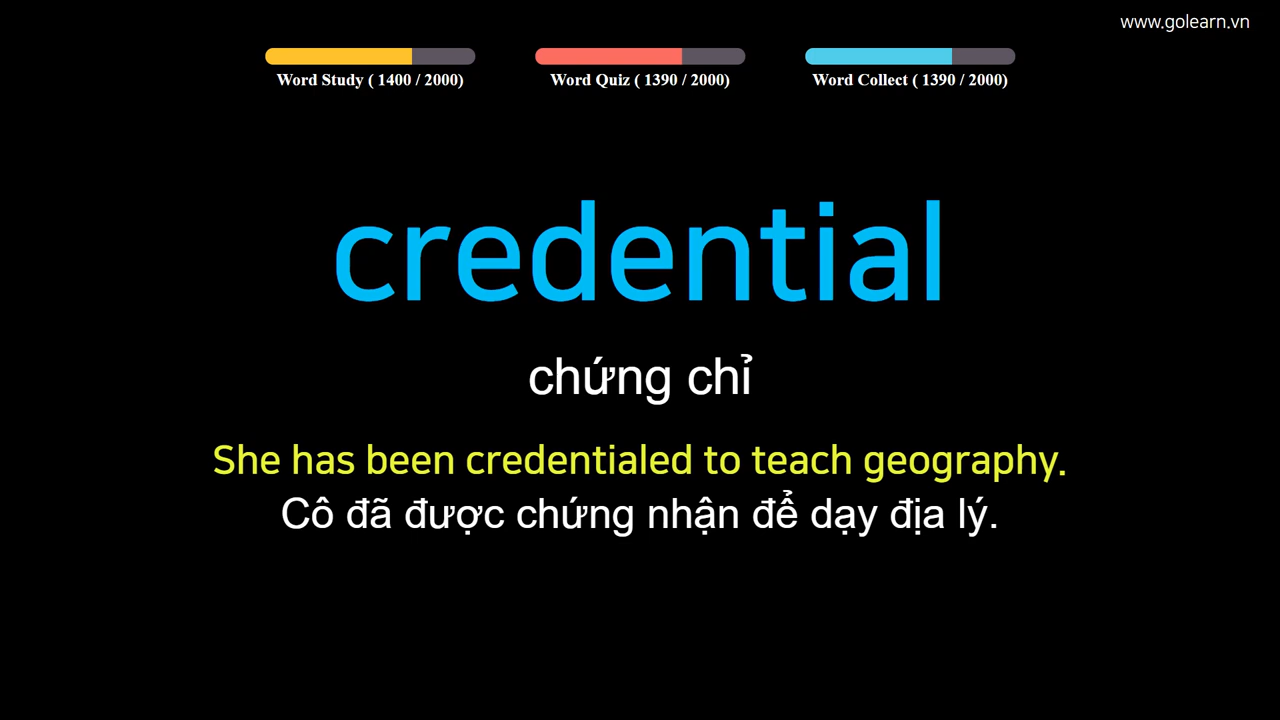 www.golearn.vn
Word Study ( 1400 / 2000)
Word Quiz ( 1390 / 2000)
Word Collect ( 1390 / 2000)
credential
chứng chỉ
She has been credentialed to teach geography.
Cô đã được chứng nhận để dạy địa lý.